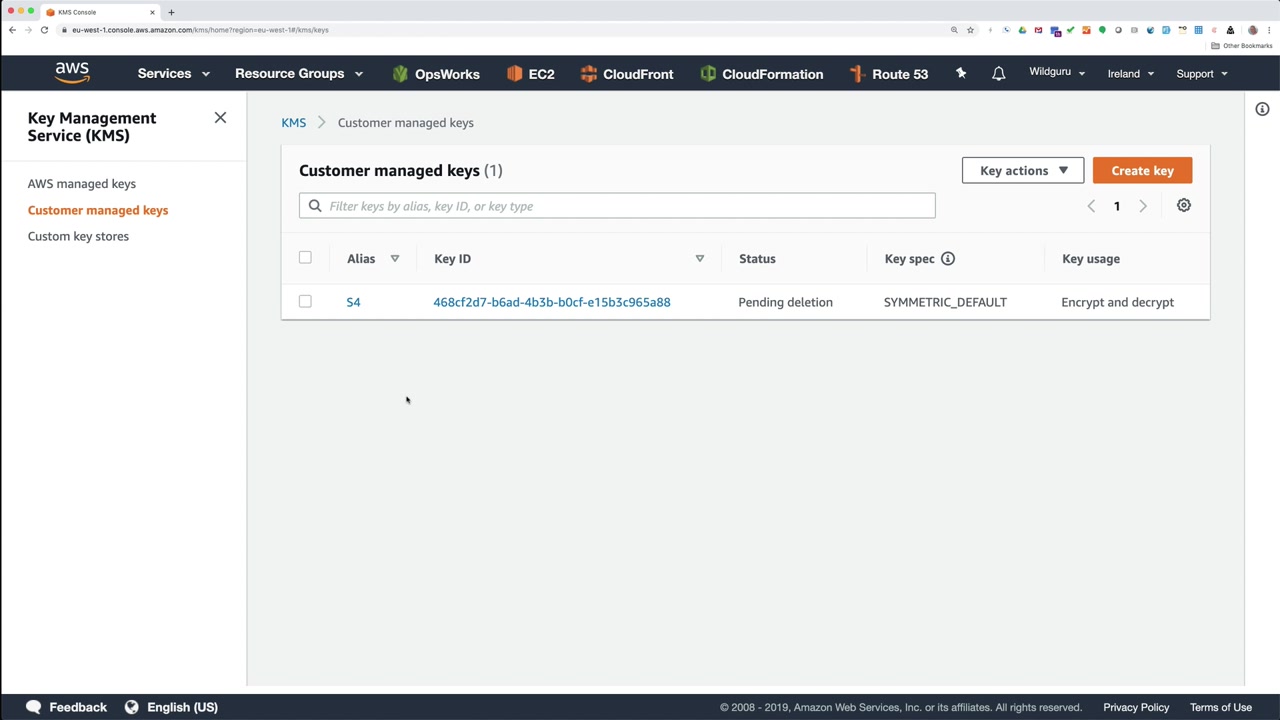 KMS Console
eu-west-1.console.aws.amazon.com/kms/home?region=eu-west-1#/kms/keys
Other Bookmarks
aws
Services
Resource Groups
OpsWorks
EC2
CloudFront
CloudFormation
Route 53
Wildguru
Ireland
Support
Key Management
Service (KMS)
AWS managed keys
Customer managed keys
Custom key stores
KMS
Customer managed keys
Customer managed keys (1)
Key actions
Create key
Filter keys by alias, key ID, or key type
1
Alias
Key ID
Status
Key spec
Key usage
S4
468cf2d7-b6ad-4b3b-b0cf-e15b3c965a88
Pending deletion
SYMMETRIC_DEFAULT
Encrypt and decrypt
Feedback
English (US)
© 2008 - 2019, Amazon Web Services, Inc. or its affiliates. All rights reserved.
Privacy Policy
Terms of Use